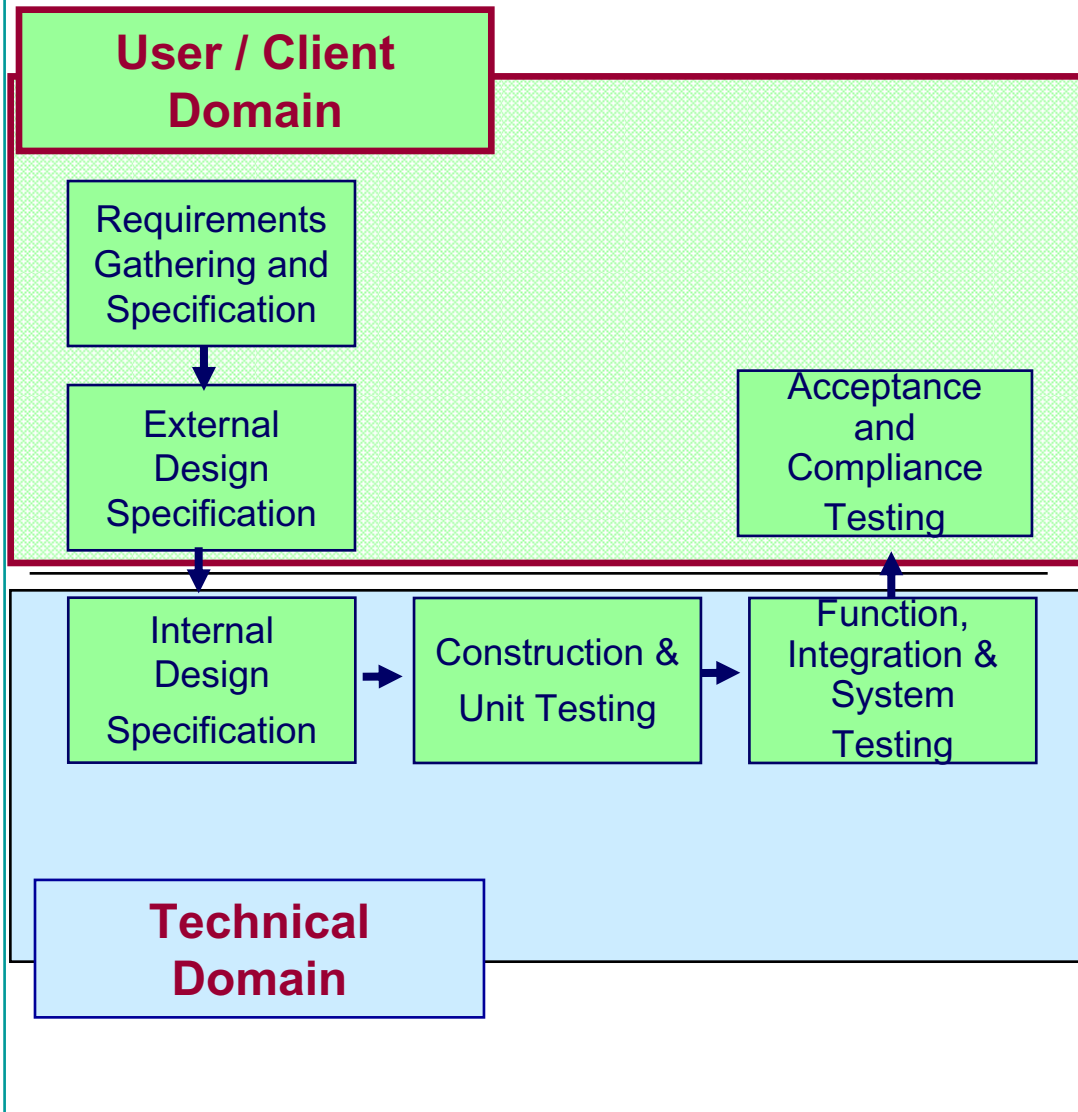 User / Client
Domain
Requirements
Gathering and
Specification
External
Design
Specification
Acceptance
and
Compliance
Testing
Internal
Design
Specification
Construction &
Unit Testing
Function,
Integration &
System
Testing
Technical
Domain